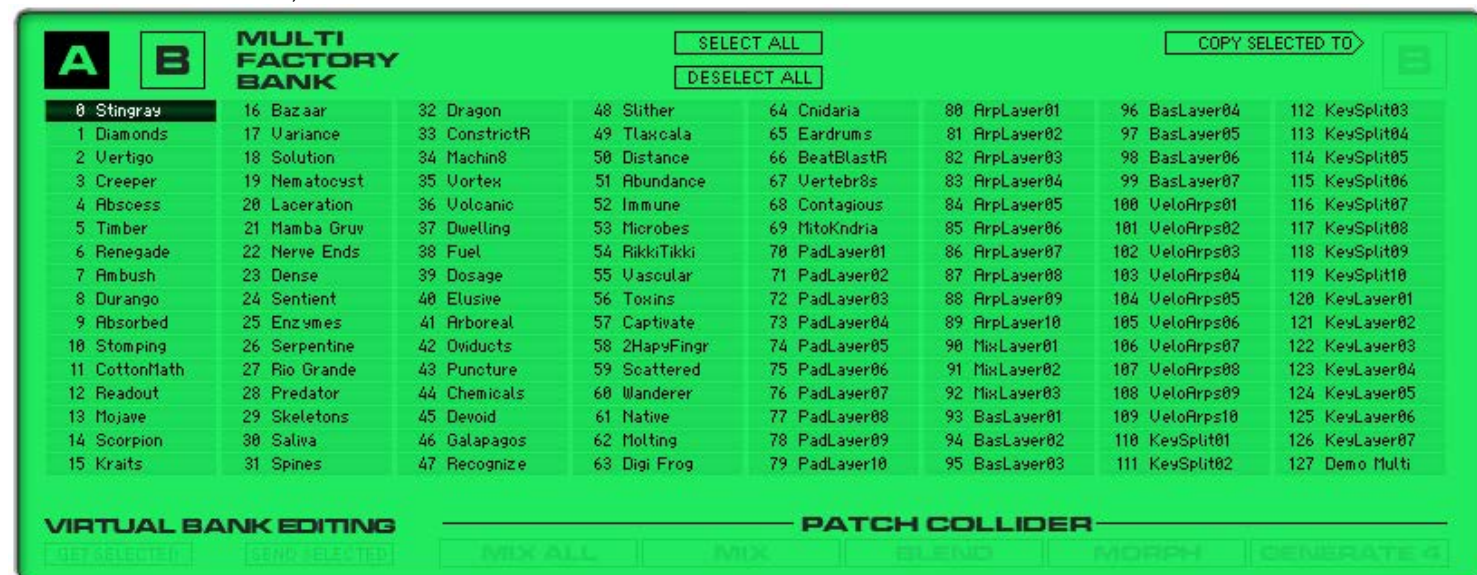 A B MULTI FACTORY BANK SELECT ALL DESELECT ALL COPY SELECTED TO B
0 Stingray 16 Bazaar 32 Dragon 48 Slither 64 Cnidaria 80 ArpLayer01 96 BasLayer04 112 KeySplit03
1 Diamonds 17 Variance 33 ConstrictR 49 Tlaxcala 65 Eardrums 81 ArpLayer02 97 BasLayer05 113 KeySplit04
2 Vertigo 18 Solution 34 Machin8 50 Distance 66 BeatBlastR 82 ArpLayer03 98 BasLayer06 114 KeySplit05
3 Creeper 19 Nematocyst 35 Vortex 51 Abundance 67 Vertebr8s 83 ArpLayer04 99 BasLayer07 115 KeySplit06
4 Abscess 20 Laceration 36 Volcanic 52 Immune 68 Contagious 84 ArpLayer05 100 VeloArps01 116 KeySplit07
5 Timber 21 Mamba Gruv 37 Dwelling 53 Microbes 69 MitoKndria 85 ArpLayer06 101 VeloArps02 117 KeySplit08
6 Renegade 22 Nerve Ends 38 Fuel 54 RikkiTikki 70 PadLayer01 86 ArpLayer07 102 VeloArps03 118 KeySplit09
7 Ambush 23 Dense 39 Dosage 55 Vascular 71 PadLayer02 87 ArpLayer08 103 VeloArps04 119 KeySplit10
8 Durango 24 Sentient 40 Elusive 56 Toxins 72 PadLayer03 88 ArpLayer09 104 VeloArps05 120 KeyLayer01
9 Absorbed 25 Enzymes 41 Arboreal 57 Captivate 73 PadLayer04 89 ArpLayer10 105 VeloArps06 121 KeyLayer02
10 Stomping 26 Serpentine 42 Oviducts 58 2HapyFingr 74 PadLayer05 90 MixLayer01 106 VeloArps07 122 KeyLayer03
11 CottonMath 27 Rio Grande 43 Puncture 59 Scattered 75 PadLayer06 91 MixLayer02 107 VeloArps08 123 KeyLayer04
12 Readout 28 Predator 44 Chemicals 60 Wanderer 76 PadLayer07 92 MixLayer03 108 VeloArps09 124 KeyLayer05
13 Mojave 29 Skeletons 45 Devoid 61 Native 77 PadLayer08 93 BasLayer01 109 VeloArps10 125 KeyLayer06
14 Scorpion 30 Saliva 46 Galapagos 62 Molting 78 PadLayer09 94 BasLayer02 110 KeySplit01 126 KeyLayer07
15 Kraits 31 Spines 47 Recognize 63 Digi Frog 79 PadLayer10 95 BasLayer03 111 KeySplit02 127 Demo Multi
VIRTUAL BANK EDITING PATCH COLLIDER
GET SELECTED SEND SELECTED MIX ALL MIX BLEND MORPH GENERATE 4